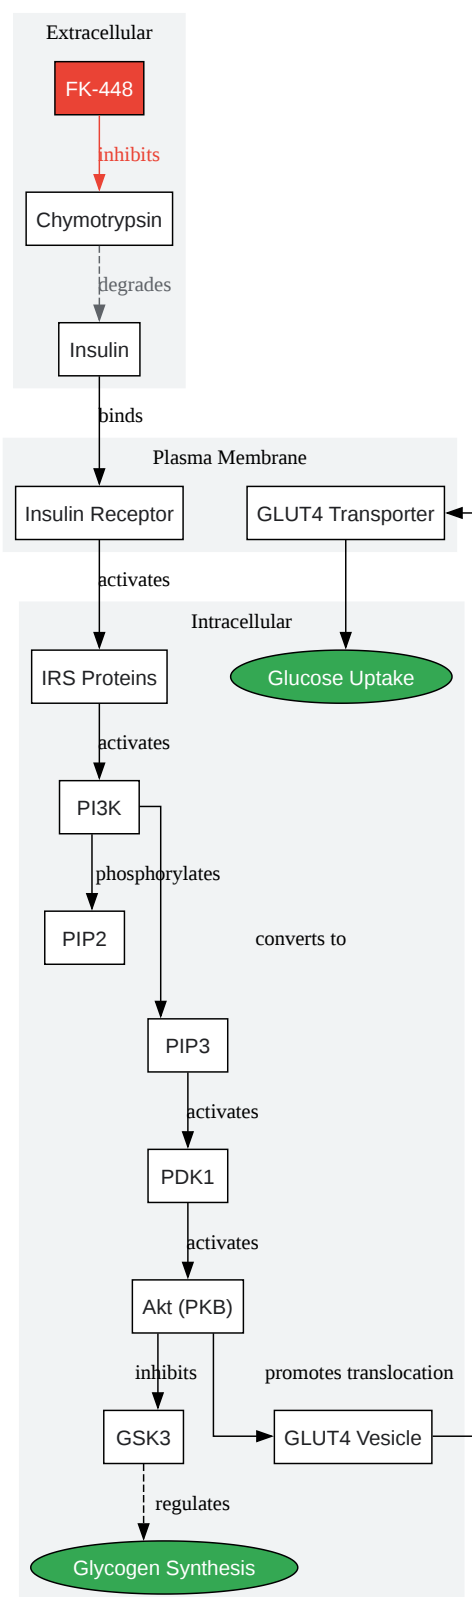 Extracellular
FK-448
inhibits
Chymotrypsin
degrades
Insulin
binds
Plasma Membrane
Insulin Receptor
GLUT4 Transporter
activates
Intracellular
IRS Proteins
Glucose Uptake
activates
PI3K
phosphorylates
PIP2
converts to
PIP3
activates
PDK1
activates
Akt (PKB)
inhibits
promotes translocation
GSK3
GLUT4 Vesicle
regulates
Glycogen Synthesis